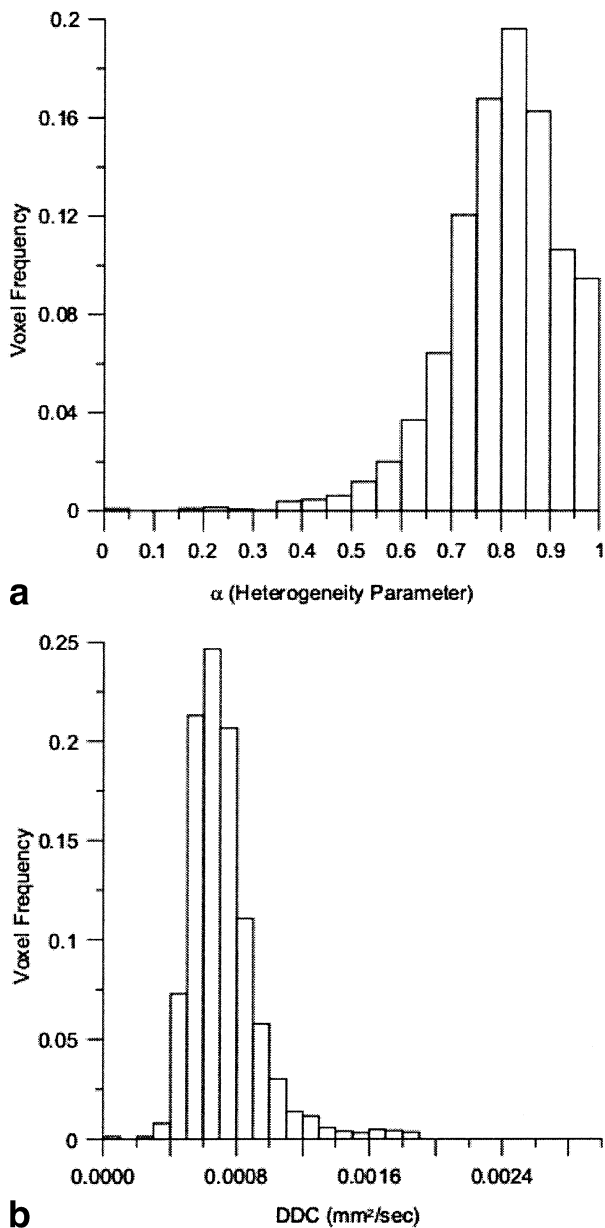 0.2
0.16
0.12
0.08
0.04
0
Voxel Frequency
0 0.1 0.2 0.3 0.4 0.5 0.6 0.7 0.8 0.9 1
α (Heterogeneity Parameter)
a
0.25
0.2
0.15
0.1
0.05
0
Voxel Frequency
0.0000 0.0008 0.0016 0.0024
DDC (mm²/sec)
b